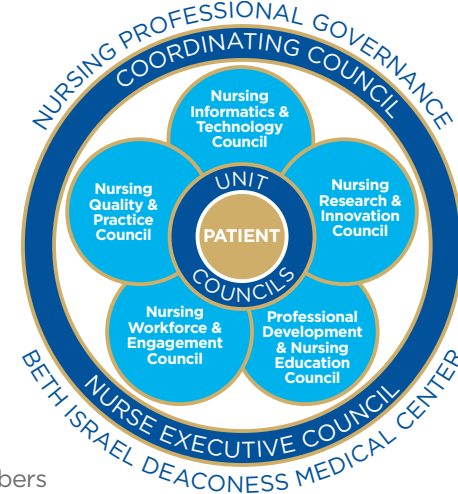 NURSING PROFESSIONAL GOVERNANCE
COORDINATING COUNCIL
Nursing
Informatics &
Technology
Council
Nursing
Quality &
Practice
Council
UNIT
COUNCILS
PATIENT
Nursing
Research &
Innovation
Council
Nursing
Workforce &
Engagement
Council
Professional
Development
& Nursing
Education
Council
NURSE EXECUTIVE COUNCIL
BETH ISRAEL DEACONESS MEDICAL CENTER